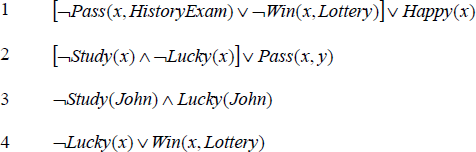 1 [¬Pass(x, HistoryExam) ∨ ¬Win(x, Lottery)] ∨ Happy(x)
2 [¬Study(x) ∧ ¬Lucky(x)] ∨ Pass(x, y)
3 ¬Study(John) ∧ Lucky(John)
4 ¬Lucky(x) ∨ Win(x, Lottery)